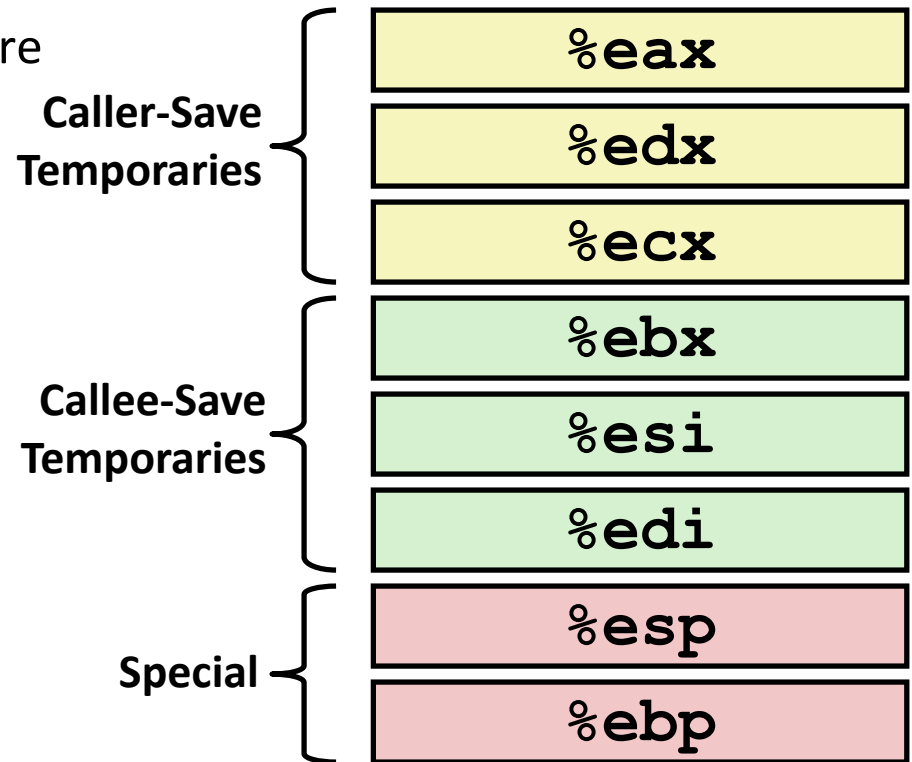 re
Caller-Save
Temporaries
%eax
%edx
%ecx
Callee-Save
Temporaries
%ebx
%esi
%edi
Special
%esp
%ebp